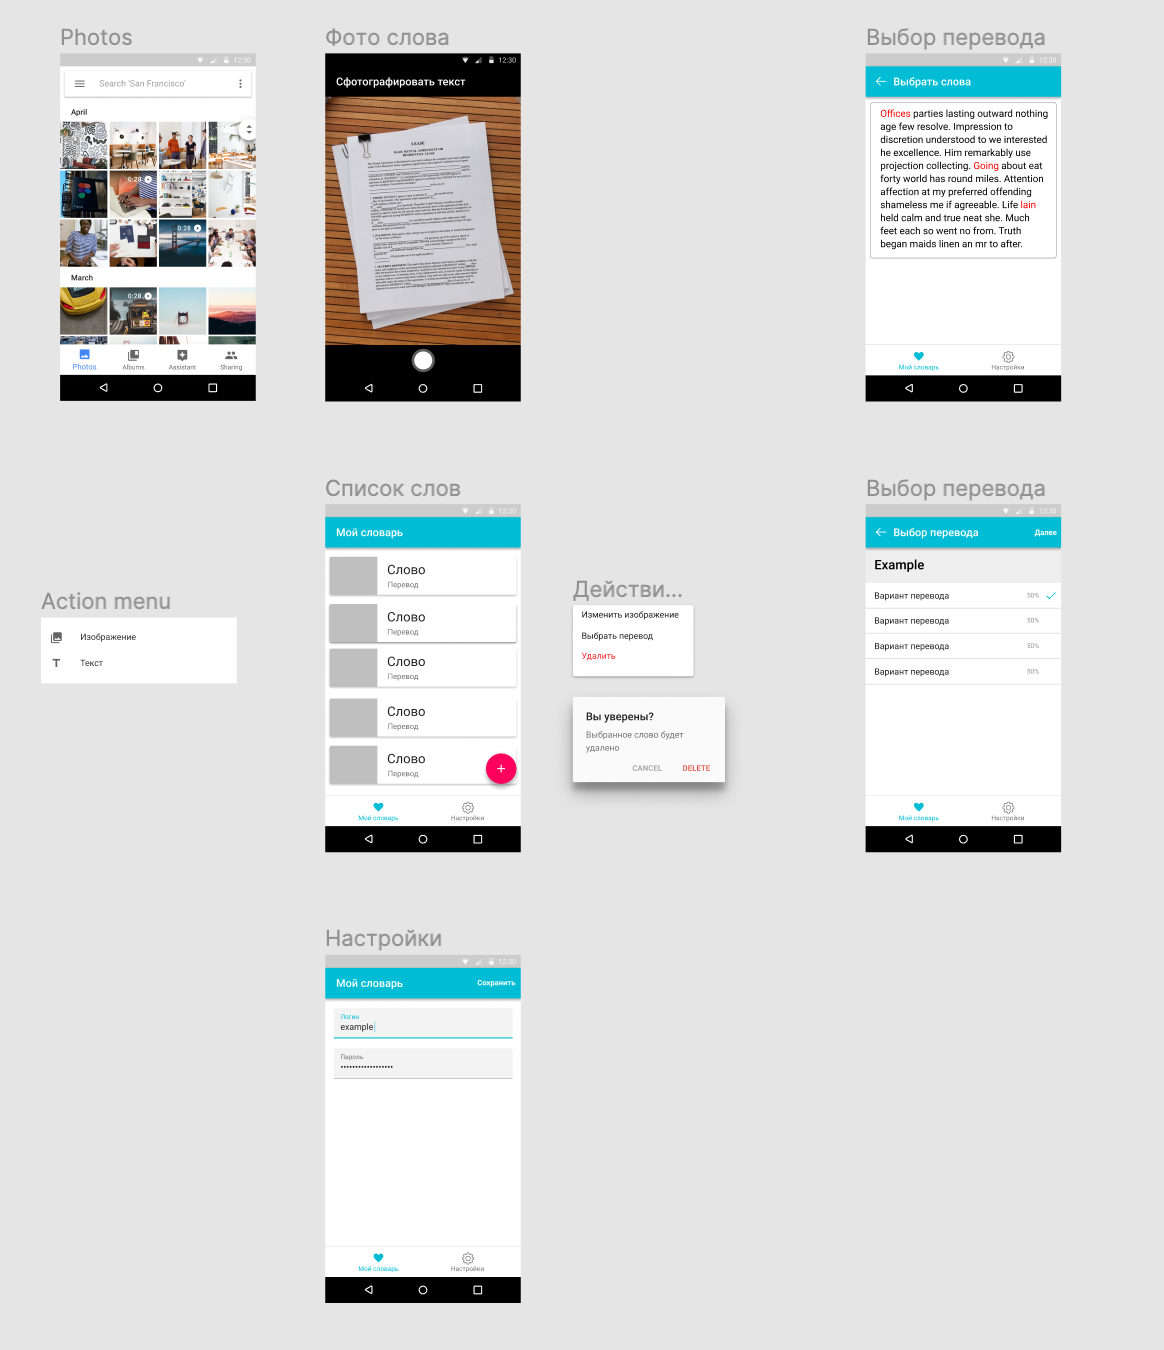 Photos
12:30
Search 'San Francisco'
April
0:28
0:28
March
0:28
Photos
Albums
Assistant
Sharing
Фото слова
12:30
Сфотографировать текст
LEASE
BASIC RENTAL AGREEMENT OR
RESIDENTIAL LEASE
Выбор перевода
12:30
Выбрать слова
Offices parties lasting outward nothing
age few resolve. Impression to
discretion understood to we interested
he excellence. Him remarkably use
projection collecting. Going about eat
forty world has round miles. Attention
affection at my preferred offending
shameless me if agreeable. Life lain
held calm and true neat she. Much
feet each so went no from. Truth
began maids linen an mr to after.
Мой словарь
Настройки
Action menu
Изображение
Текст
Список слов
12:30
Мой словарь
Слово
Перевод
Слово
Перевод
Слово
Перевод
Слово
Перевод
Слово
Перевод
Мой словарь
Настройки
Действи...
Изменить изображение
Выбрать перевод
Удалить
Вы уверены?
Выбранное слово будет
удалено
CANCEL
DELETE
Выбор перевода
12:30
Выбор перевода
Далее
Example
Вариант перевода
50%
Вариант перевода
50%
Вариант перевода
50%
Вариант перевода
50%
Мой словарь
Настройки
Настройки
12:30
Мой словарь
Сохранить
Логин
example
Пароль
••••••••••••••••••
Мой словарь
Настройки